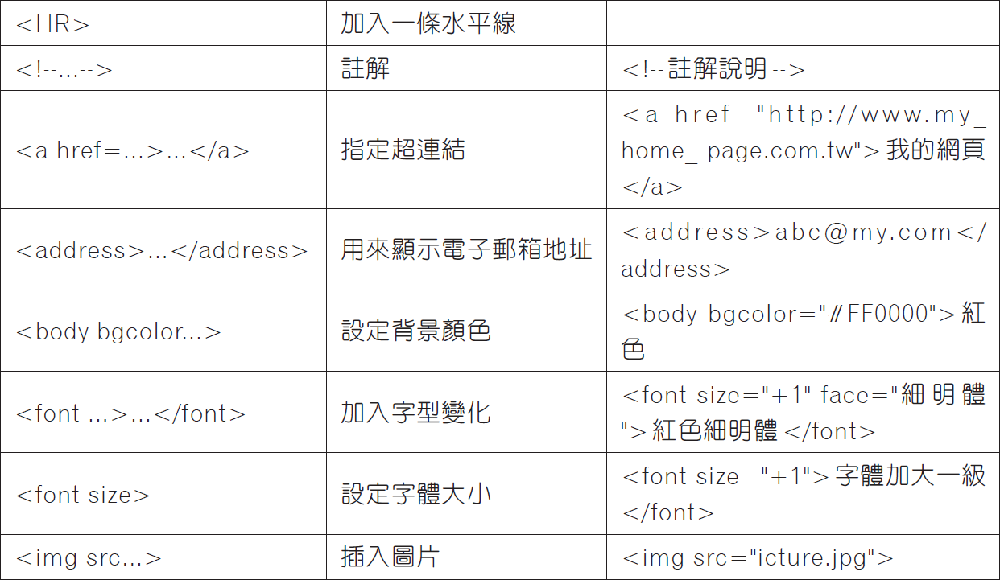 <HR> 加入一條水平線
<!--...--> 註解 <!-- 註解說明 -->
<a href=...>...</a> 指定超連結 <a href="http://www.my_
home_ page.com.tw"> 我的網頁
</a>
<address>...</address> 用來顯示電子郵箱地址 <address>abc@my.com</
address>
<body bgcolor...> 設定背景顏色 <body bgcolor="#FF0000"> 紅
色
<font ...>...</font> 加入字型變化 <font size="+1" face="細明體
"> 紅色細明體 </font>
<font size> 設定字體大小 <font size="+1"> 字體加大一級
</font>
<img src...> 插入圖片 <img src="icture.jpg">